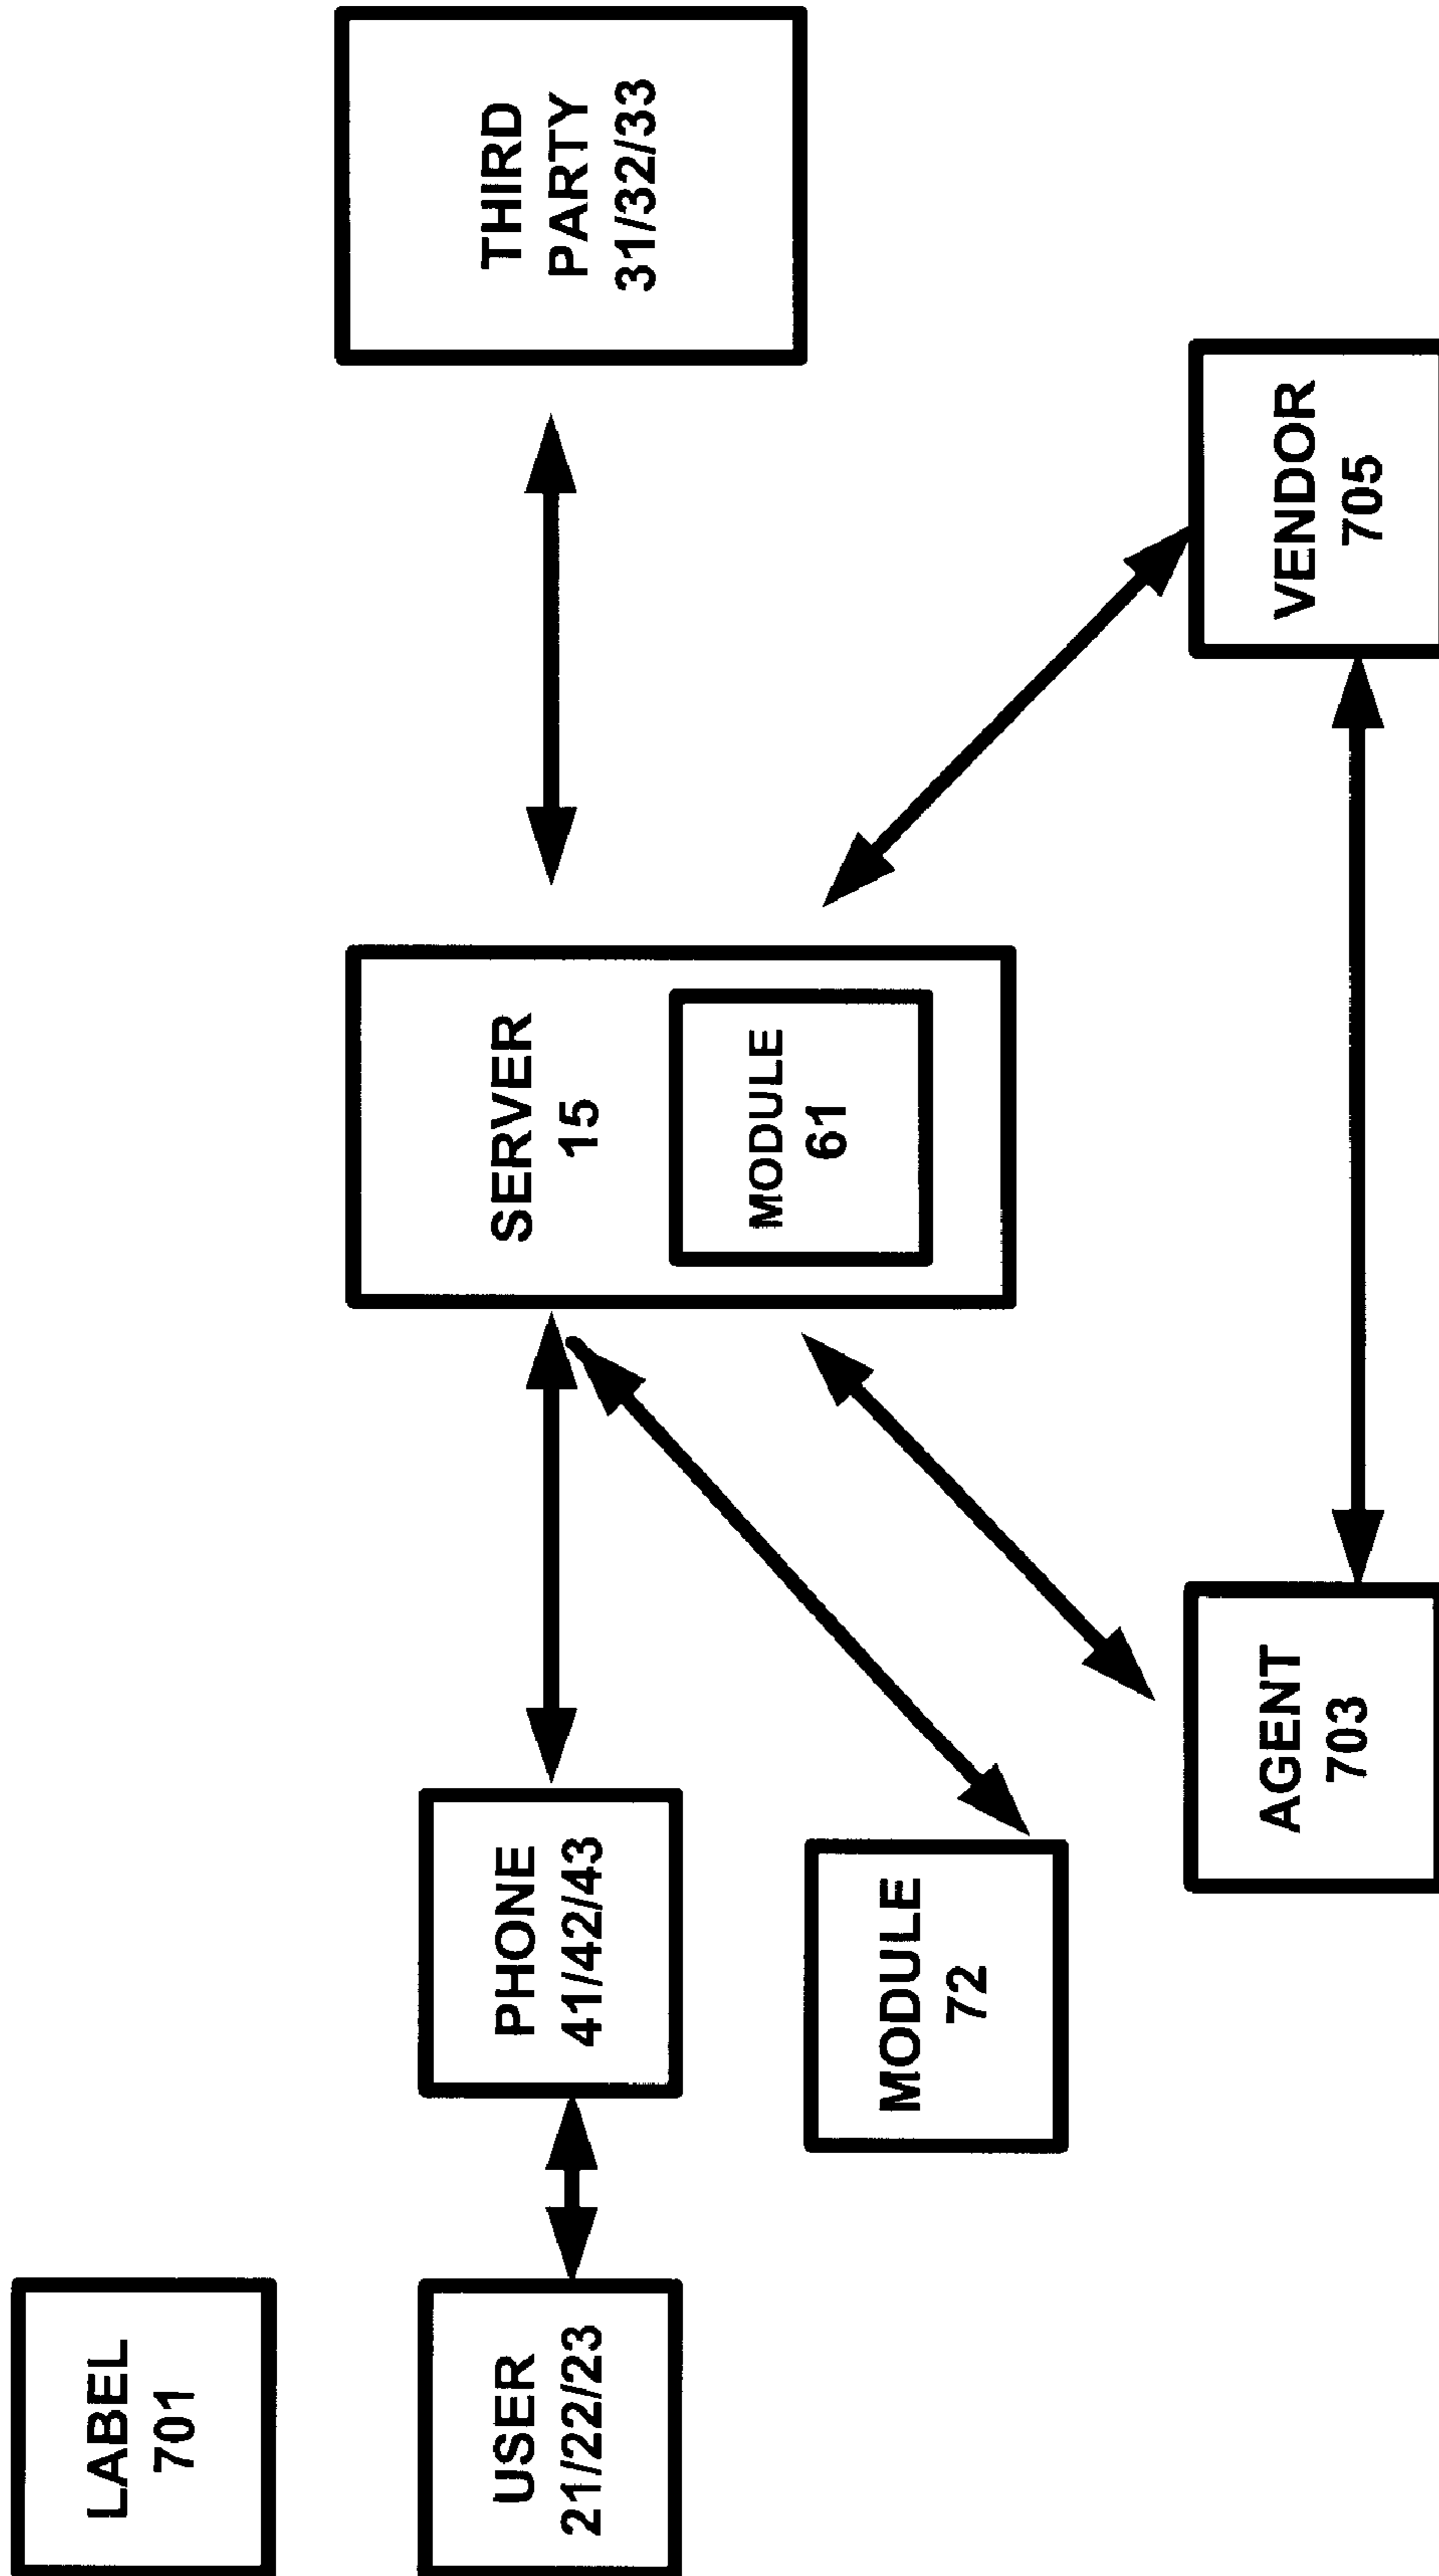 LABEL
701
USER
21/22/23
PHONE
41/42/43
MODULE
72
AGENT
703
SERVER
15
MODULE
61
THIRD
PARTY
31/32/33
VENDOR
705